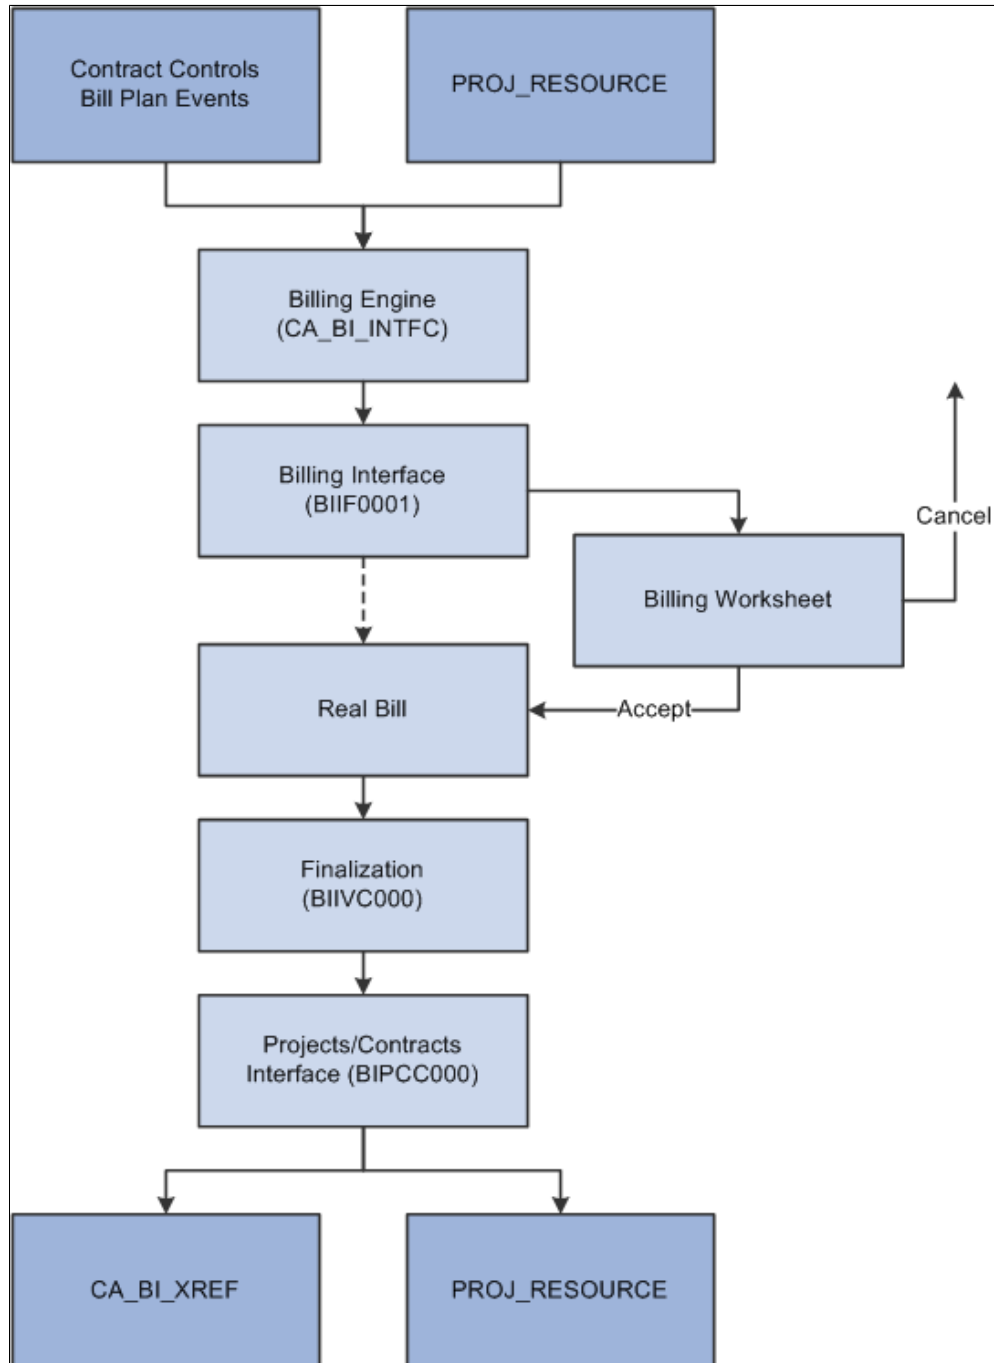 Contract Controls
Bill Plan Events
PROJ_RESOURCE
Billing Engine
(CA_BI_INTFC)
Billing Interface
(BIIF0001)
Cancel
Billing Worksheet
Real Bill
Accept
Finalization
(BIIVC000)
Projects/Contracts
Interface (BIPCC000)
CA_BI_XREF
PROJ_RESOURCE